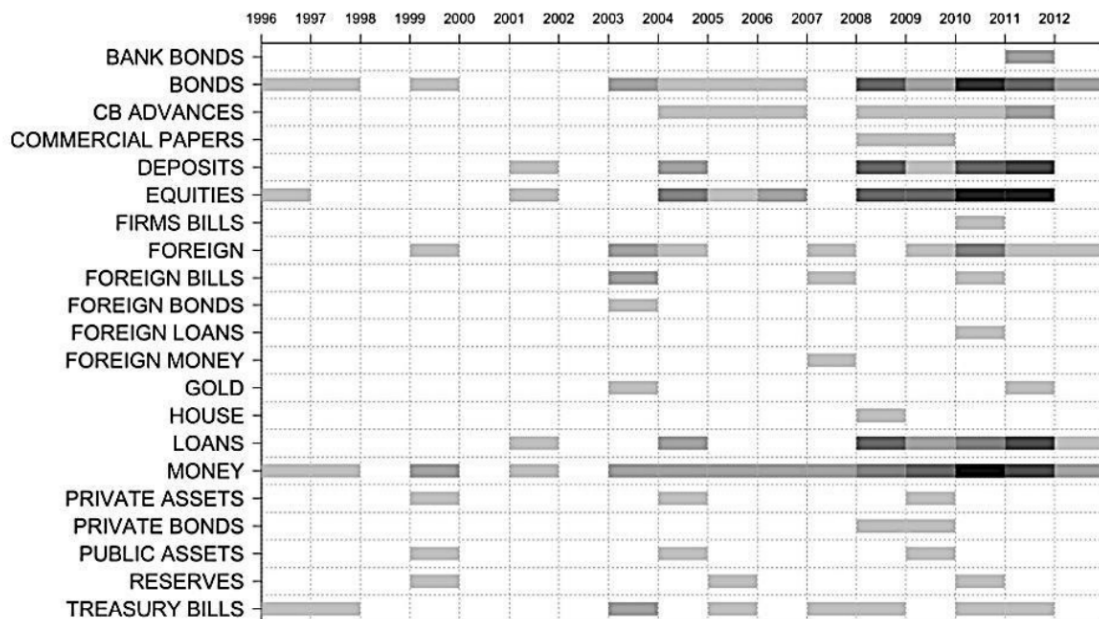 1996 1997 1998 1999 2000 2001 2002 2003 2004 2005 2006 2007 2008 2009 2010 2011 2012
BANK BONDS
BONDS
CB ADVANCES
COMMERCIAL PAPERS
DEPOSITS
EQUITIES
FIRMS BILLS
FOREIGN
FOREIGN BILLS
FOREIGN BONDS
FOREIGN LOANS
FOREIGN MONEY
GOLD
HOUSE
LOANS
MONEY
PRIVATE ASSETS
PRIVATE BONDS
PUBLIC ASSETS
RESERVES
TREASURY BILLS